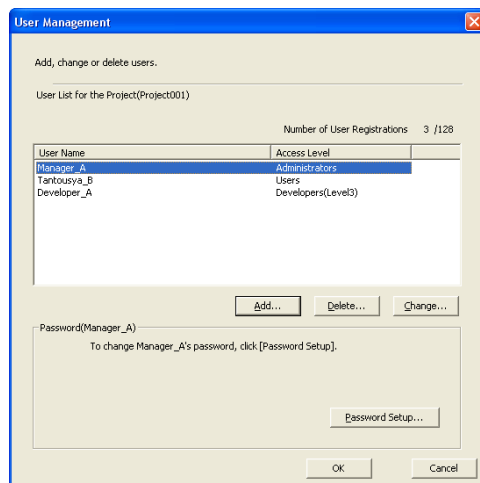 User Management
Add, change or delete users.
User List for the Project(Project001)
Number of User Registrations 3 /128
User Name Access Level
Manager_A Administrators
Tantousya_B Users
Developer_A Developers(Level3)
Add... Delete... Change...
Password(Manager_A)
To change Manager_A's password, click [Password Setup].
Password Setup...
OK Cancel